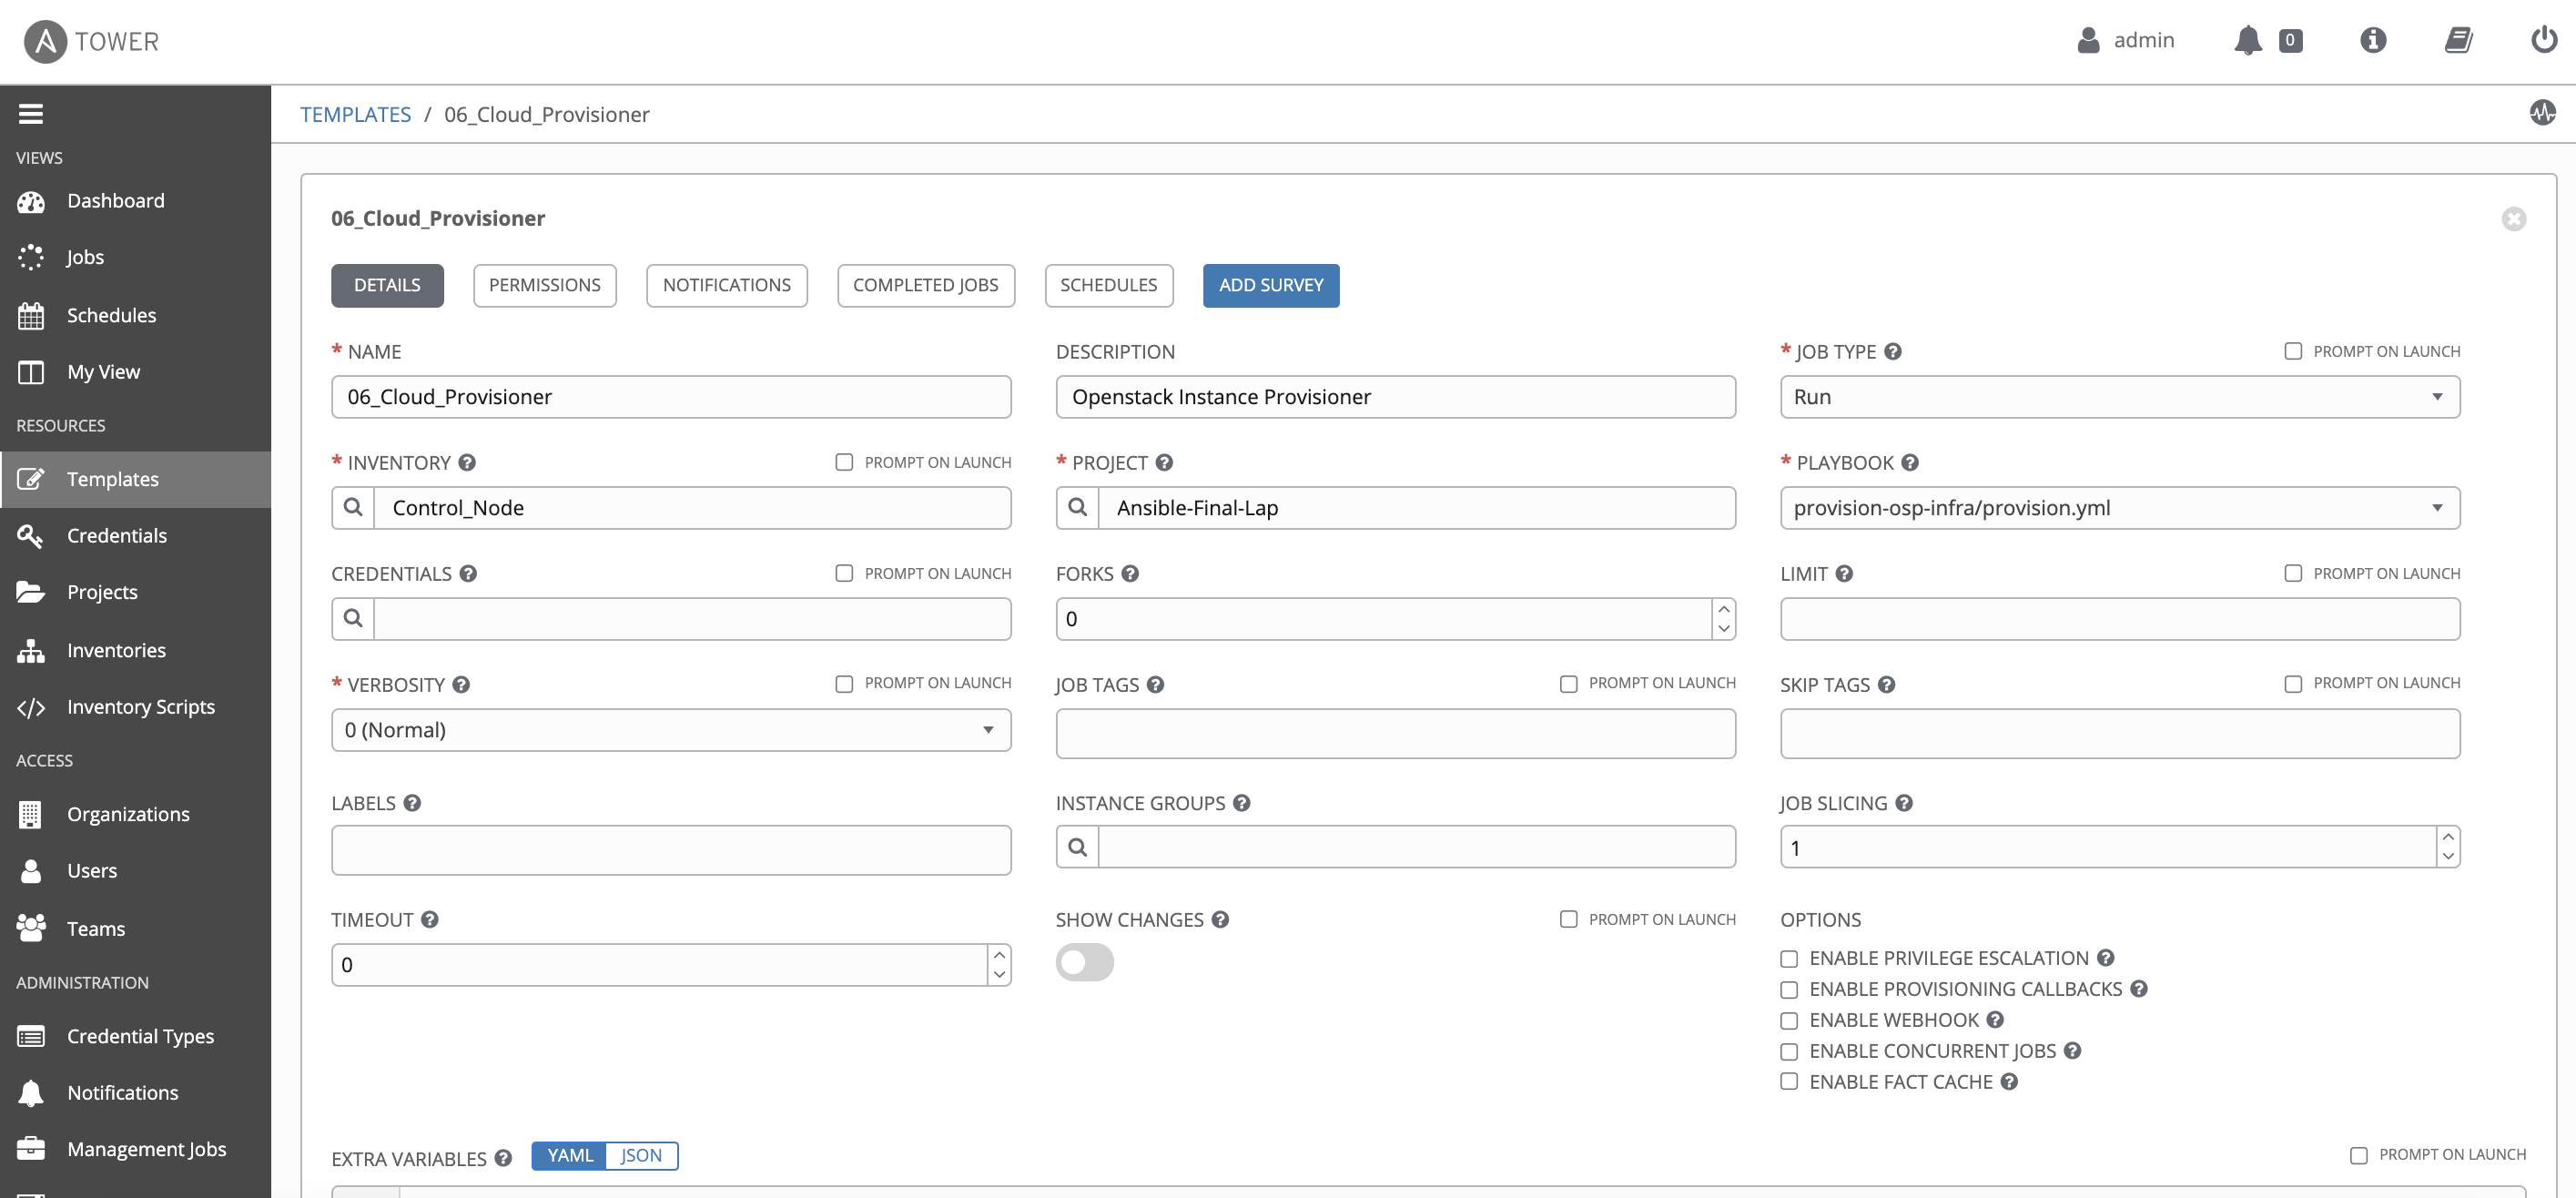 TOWER
admin
0
VIEWS
Dashboard
Jobs
Schedules
My View
RESOURCES
Templates
Credentials
Projects
Inventories
Inventory Scripts
ACCESS
Organizations
Users
Teams
ADMINISTRATION
Credential Types
Notifications
Management Jobs
TEMPLATES / 06_Cloud_Provisioner
06_Cloud_Provisioner
DETAILS PERMISSIONS NOTIFICATIONS COMPLETED JOBS SCHEDULES ADD SURVEY
* NAME
06_Cloud_Provisioner
DESCRIPTION
Openstack Instance Provisioner
* JOB TYPE PROMPT ON LAUNCH
Run
* INVENTORY PROMPT ON LAUNCH
Control_Node
* PROJECT
Ansible-Final-Lap
* PLAYBOOK
provision-osp-infra/provision.yml
CREDENTIALS PROMPT ON LAUNCH
FORKS
0
LIMIT PROMPT ON LAUNCH
* VERBOSITY PROMPT ON LAUNCH
0 (Normal)
JOB TAGS PROMPT ON LAUNCH
SKIP TAGS PROMPT ON LAUNCH
LABELS
INSTANCE GROUPS
JOB SLICING
1
TIMEOUT
0
SHOW CHANGES PROMPT ON LAUNCH
OPTIONS
ENABLE PRIVILEGE ESCALATION
ENABLE PROVISIONING CALLBACKS
ENABLE WEBHOOK
ENABLE CONCURRENT JOBS
ENABLE FACT CACHE
EXTRA VARIABLES YAML JSON PROMPT ON LAUNCH